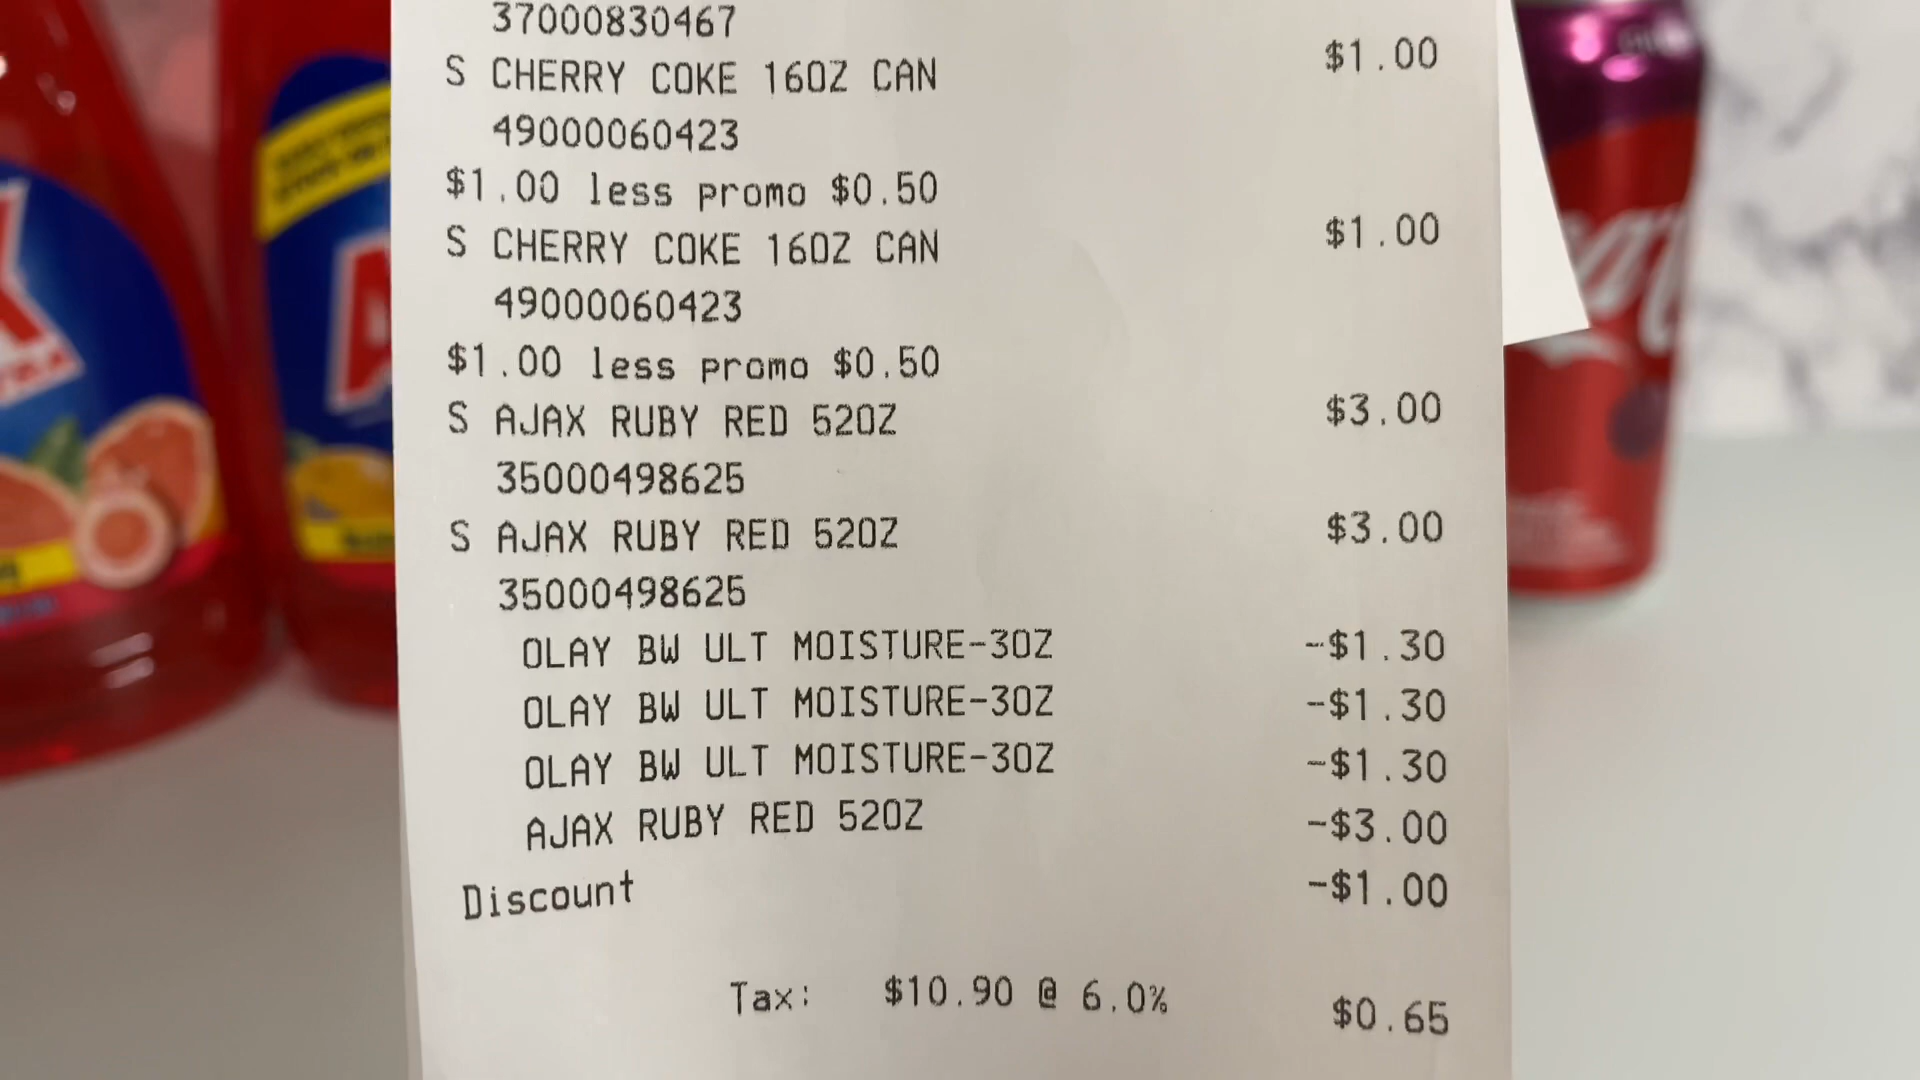 37000830467
S CHERRY COKE 16OZ CAN $1.00
49000060423
$1.00 less promo $0.50
S CHERRY COKE 16OZ CAN $1.00
49000060423
$1.00 less promo $0.50
S AJAX RUBY RED 52OZ $3.00
35000498625
S AJAX RUBY RED 52OZ $3.00
35000498625
OLAY BW ULT MOISTURE-3OZ -$1.30
OLAY BW ULT MOISTURE-3OZ -$1.30
OLAY BW ULT MOISTURE-3OZ -$1.30
AJAX RUBY RED 52OZ -$3.00
Discount -$1.00
Tax: $10.90 @ 6.0% $0.65